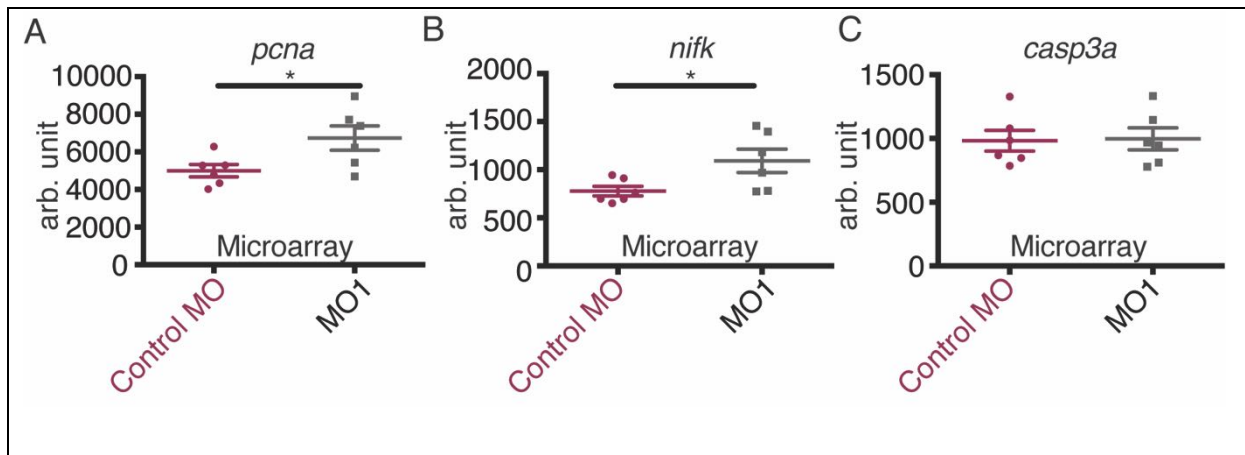 A
pcna
*
10000
8000
6000
4000
2000
0
arb. unit
Microarray
Control MO
MO1
B
nifk
*
2000
1500
1000
500
0
arb. unit
Microarray
Control MO
MO1
C
casp3a
1500
1000
500
0
arb. unit
Microarray
Control MO
MO1